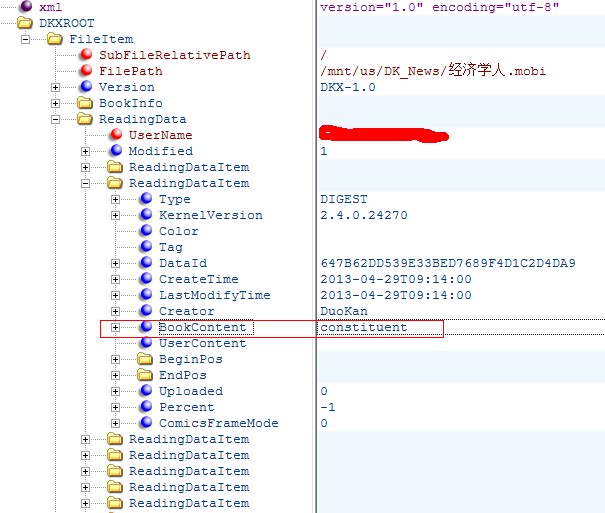 xml version="1.0" encoding="utf-8"
DKXROOT
FileItem
SubFileRelativePath /
FilePath /mnt/us/DK_News/经济学人.mobi
Version DKX-1.0
BookInfo
ReadingData
UserName
Modified 1
ReadingDataItem
ReadingDataItem
Type DIGEST
KernelVersion 2.4.0.24270
Color
Tag
DataId 647B62DD539E33BED7689F4D1C2D4DA9
CreateTime 2013-04-29T09:14:00
LastModifyTime 2013-04-29T09:14:00
Creator DuoKan
BookContent constituent
UserContent
BeginPos
EndPos
Uploaded 0
Percent -1
ComicsFrameMode 0
ReadingDataItem
ReadingDataItem
ReadingDataItem
ReadingDataItem
ReadingDataItem